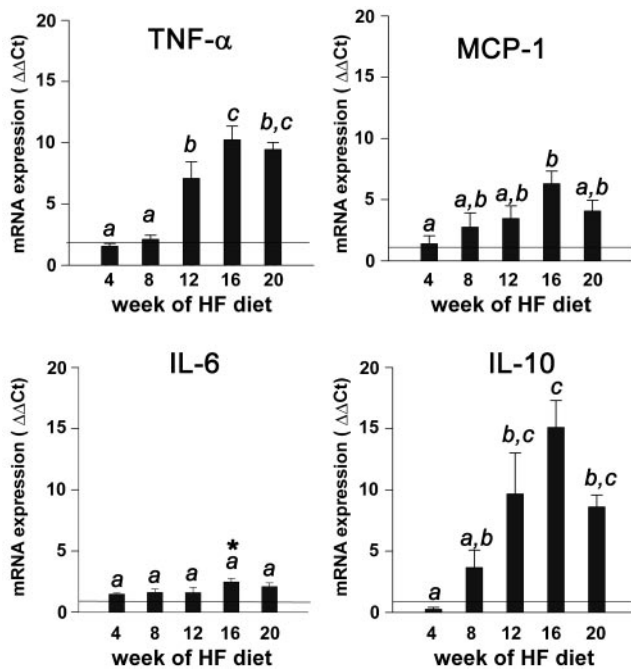 TNF-α
mRNA expression ( ΔΔCt)
20
15
10
5
0
a
a
b
c
b,c
4 8 12 16 20
week of HF diet
MCP-1
mRNA expression ( ΔΔCt)
20
15
10
5
0
a
a,b
a,b
b
a,b
4 8 12 16 20
week of HF diet
IL-6
mRNA expression ( ΔΔCt)
20
15
10
5
0
a
a
a
*
a
a
4 8 12 16 20
week of HF diet
IL-10
mRNA expression ( ΔΔCt)
20
15
10
5
0
a
a,b
b,c
c
b,c
4 8 12 16 20
week of HF diet